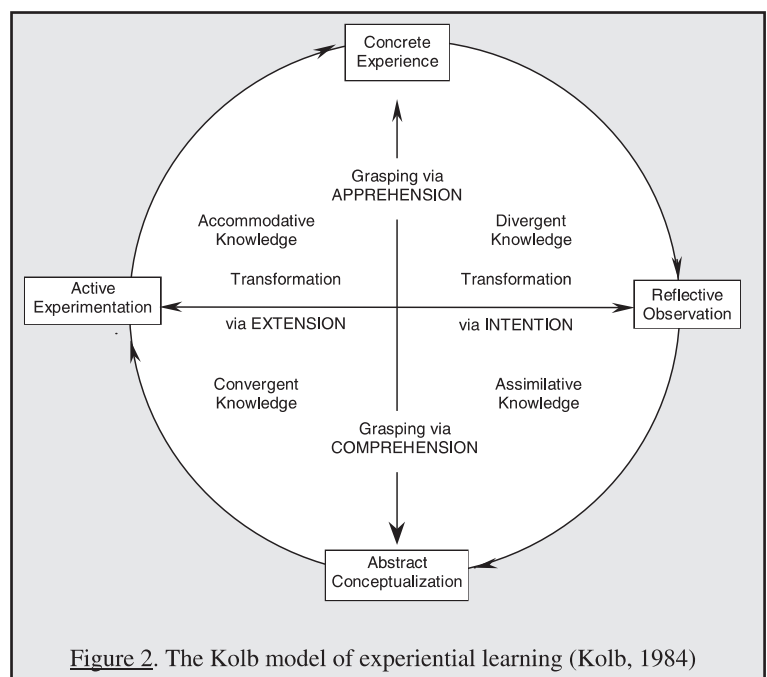 Concrete
Experience
Grasping via
APPREHENSION
Accommodative
Knowledge
Divergent
Knowledge
Transformation
Transformation
Active
Experimentation
Reflective
Observation
via EXTENSION
via INTENTION
Convergent
Knowledge
Assimilative
Knowledge
Grasping via
COMPREHENSION
Abstract
Conceptualization
Figure 2. The Kolb model of experiential learning (Kolb, 1984)